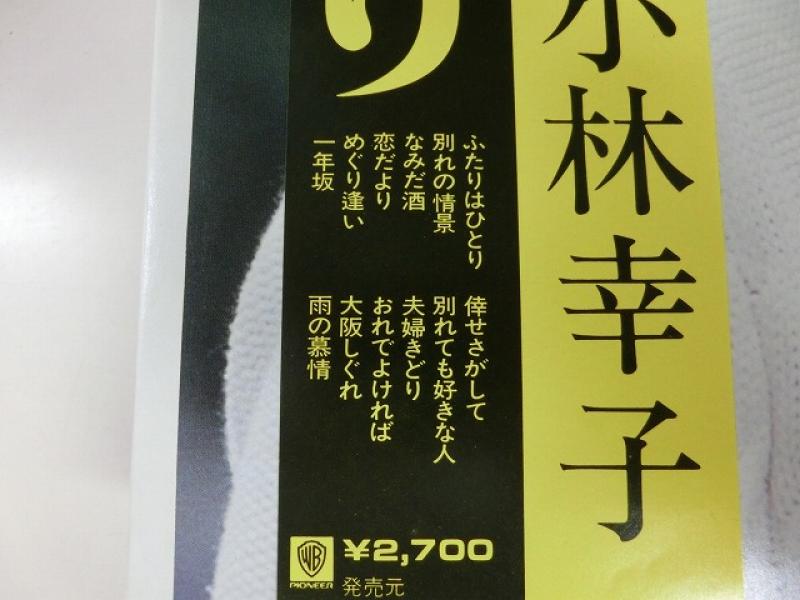 小林幸子
り
ふたりはひとり
別れの情景
なみだ酒
恋だより
めぐり逢い
一年坂
倖せさがして
別れても好きな人
夫婦きどり
おれでよければ
大阪しぐれ
雨の慕情
WB
PIONEER
¥2,700
発売元